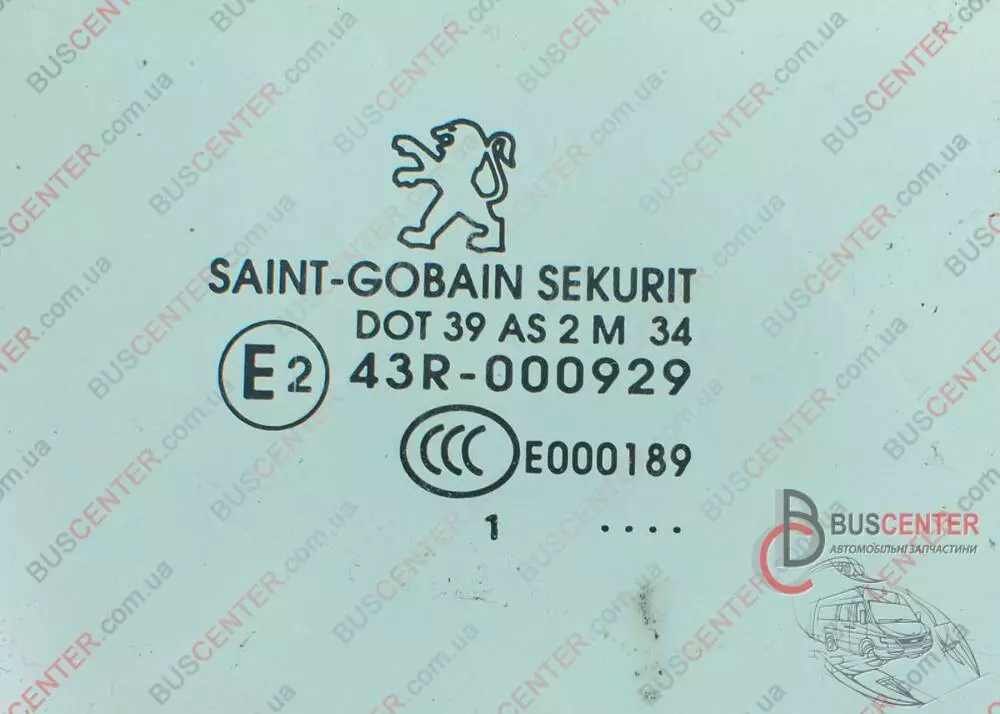 SAINT-GOBAIN SEKURIT
DOT 39 AS 2 M 34
E2 43R-000929
CCC E000189
1 ....
BUSCENTER
АВТОМОБІЛЬНІ ЗАПЧАСТИНИ
BUSCENTER.com.ua